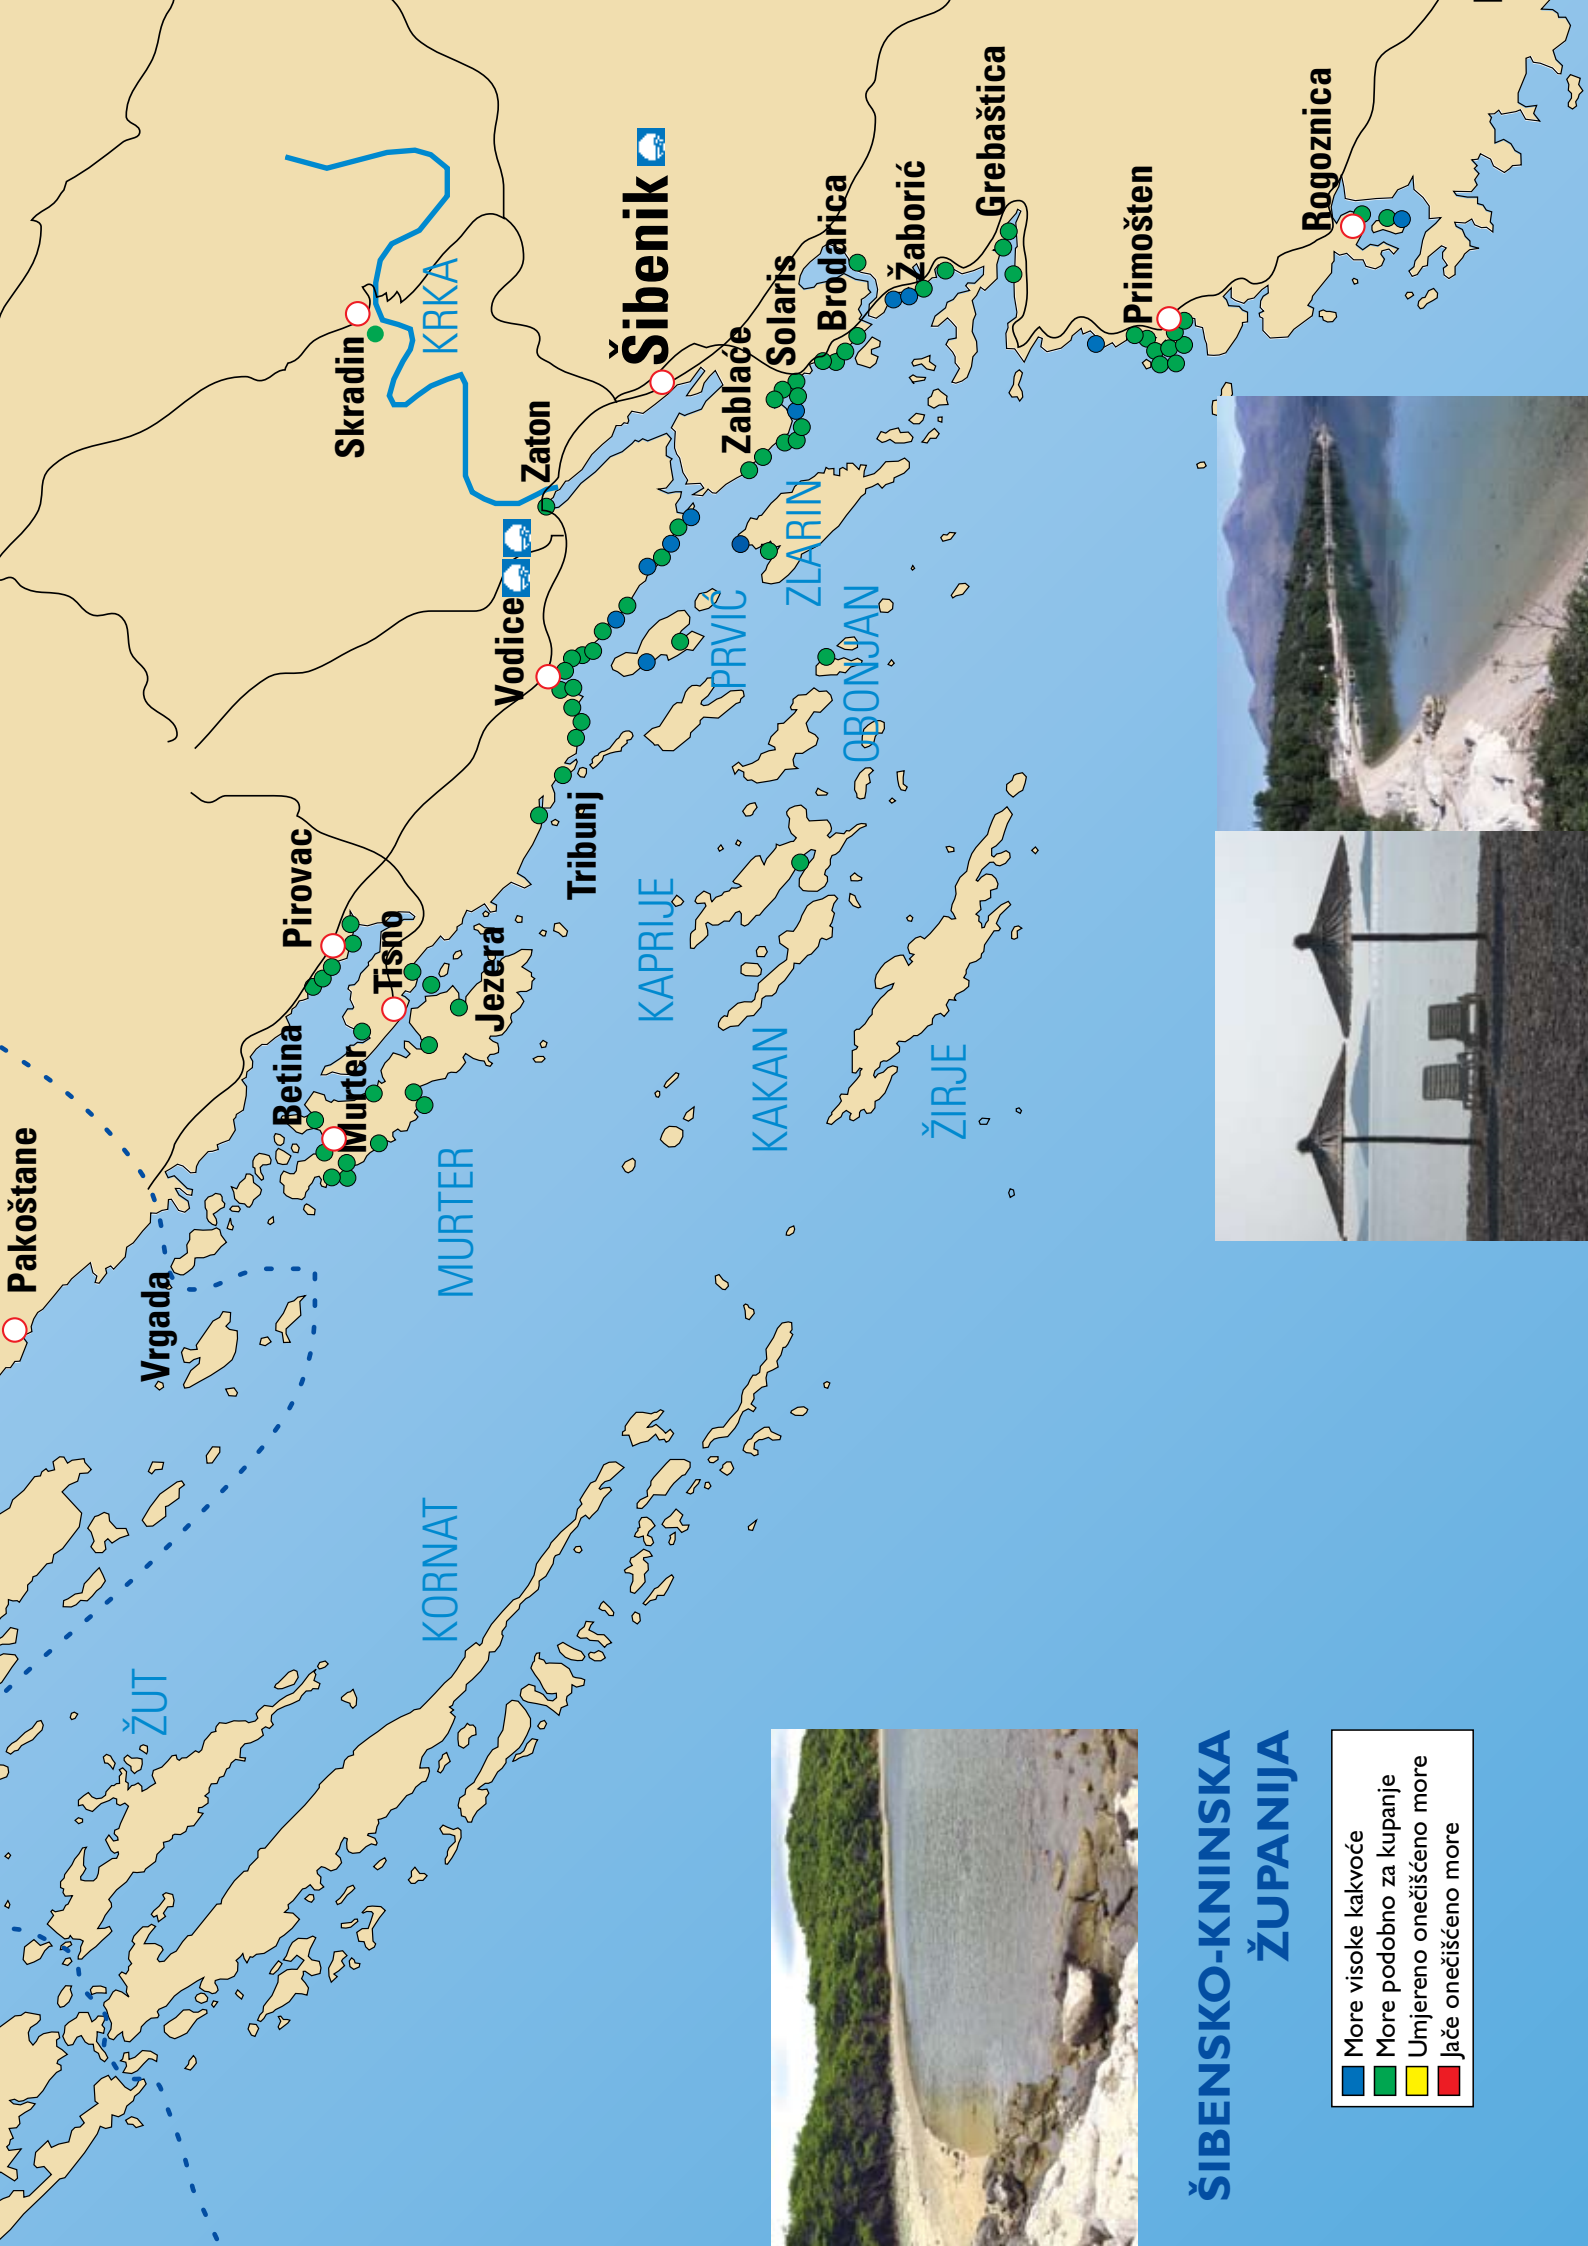 Pakoštane
Vrgada
Betina
Murter
Pirovac
Tisno
Jezera
Tribunj
Vodice
Zaton
Skradin
KRKA
Šibenik
Zablaće
Solaris
Brodarica
Žaborić
Grebaštica
Primošten
Rogoznica
ŽUT
KORNAT
MURTER
KAPRIJE
KAKAN
ŽIRJE
PRVIĆ
ZLARIN
OBONJAN
ŠIBENSKO-KNINSKA
ŽUPANIJA
More visoke kakvoće
More podobno za kupanje
Umjereno onečišćeno more
Jače onečišćeno more